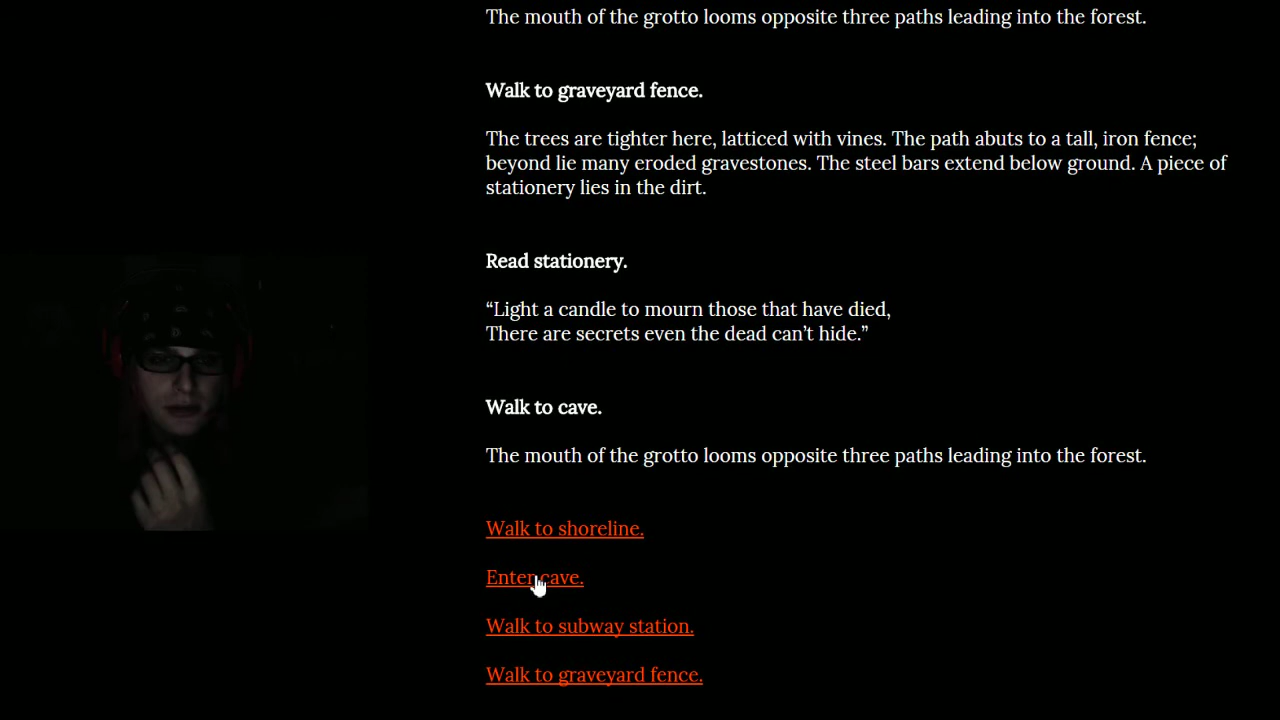 The mouth of the grotto looms opposite three paths leading into the forest.
Walk to graveyard fence.
The trees are tighter here, latticed with vines. The path abuts to a tall, iron fence;
beyond lie many eroded gravestones. The steel bars extend below ground. A piece of
stationery lies in the dirt.
Read stationery.
“Light a candle to mourn those that have died,
There are secrets even the dead can’t hide.”
Walk to cave.
The mouth of the grotto looms opposite three paths leading into the forest.
Walk to shoreline.
Enter cave.
Walk to subway station.
Walk to graveyard fence.